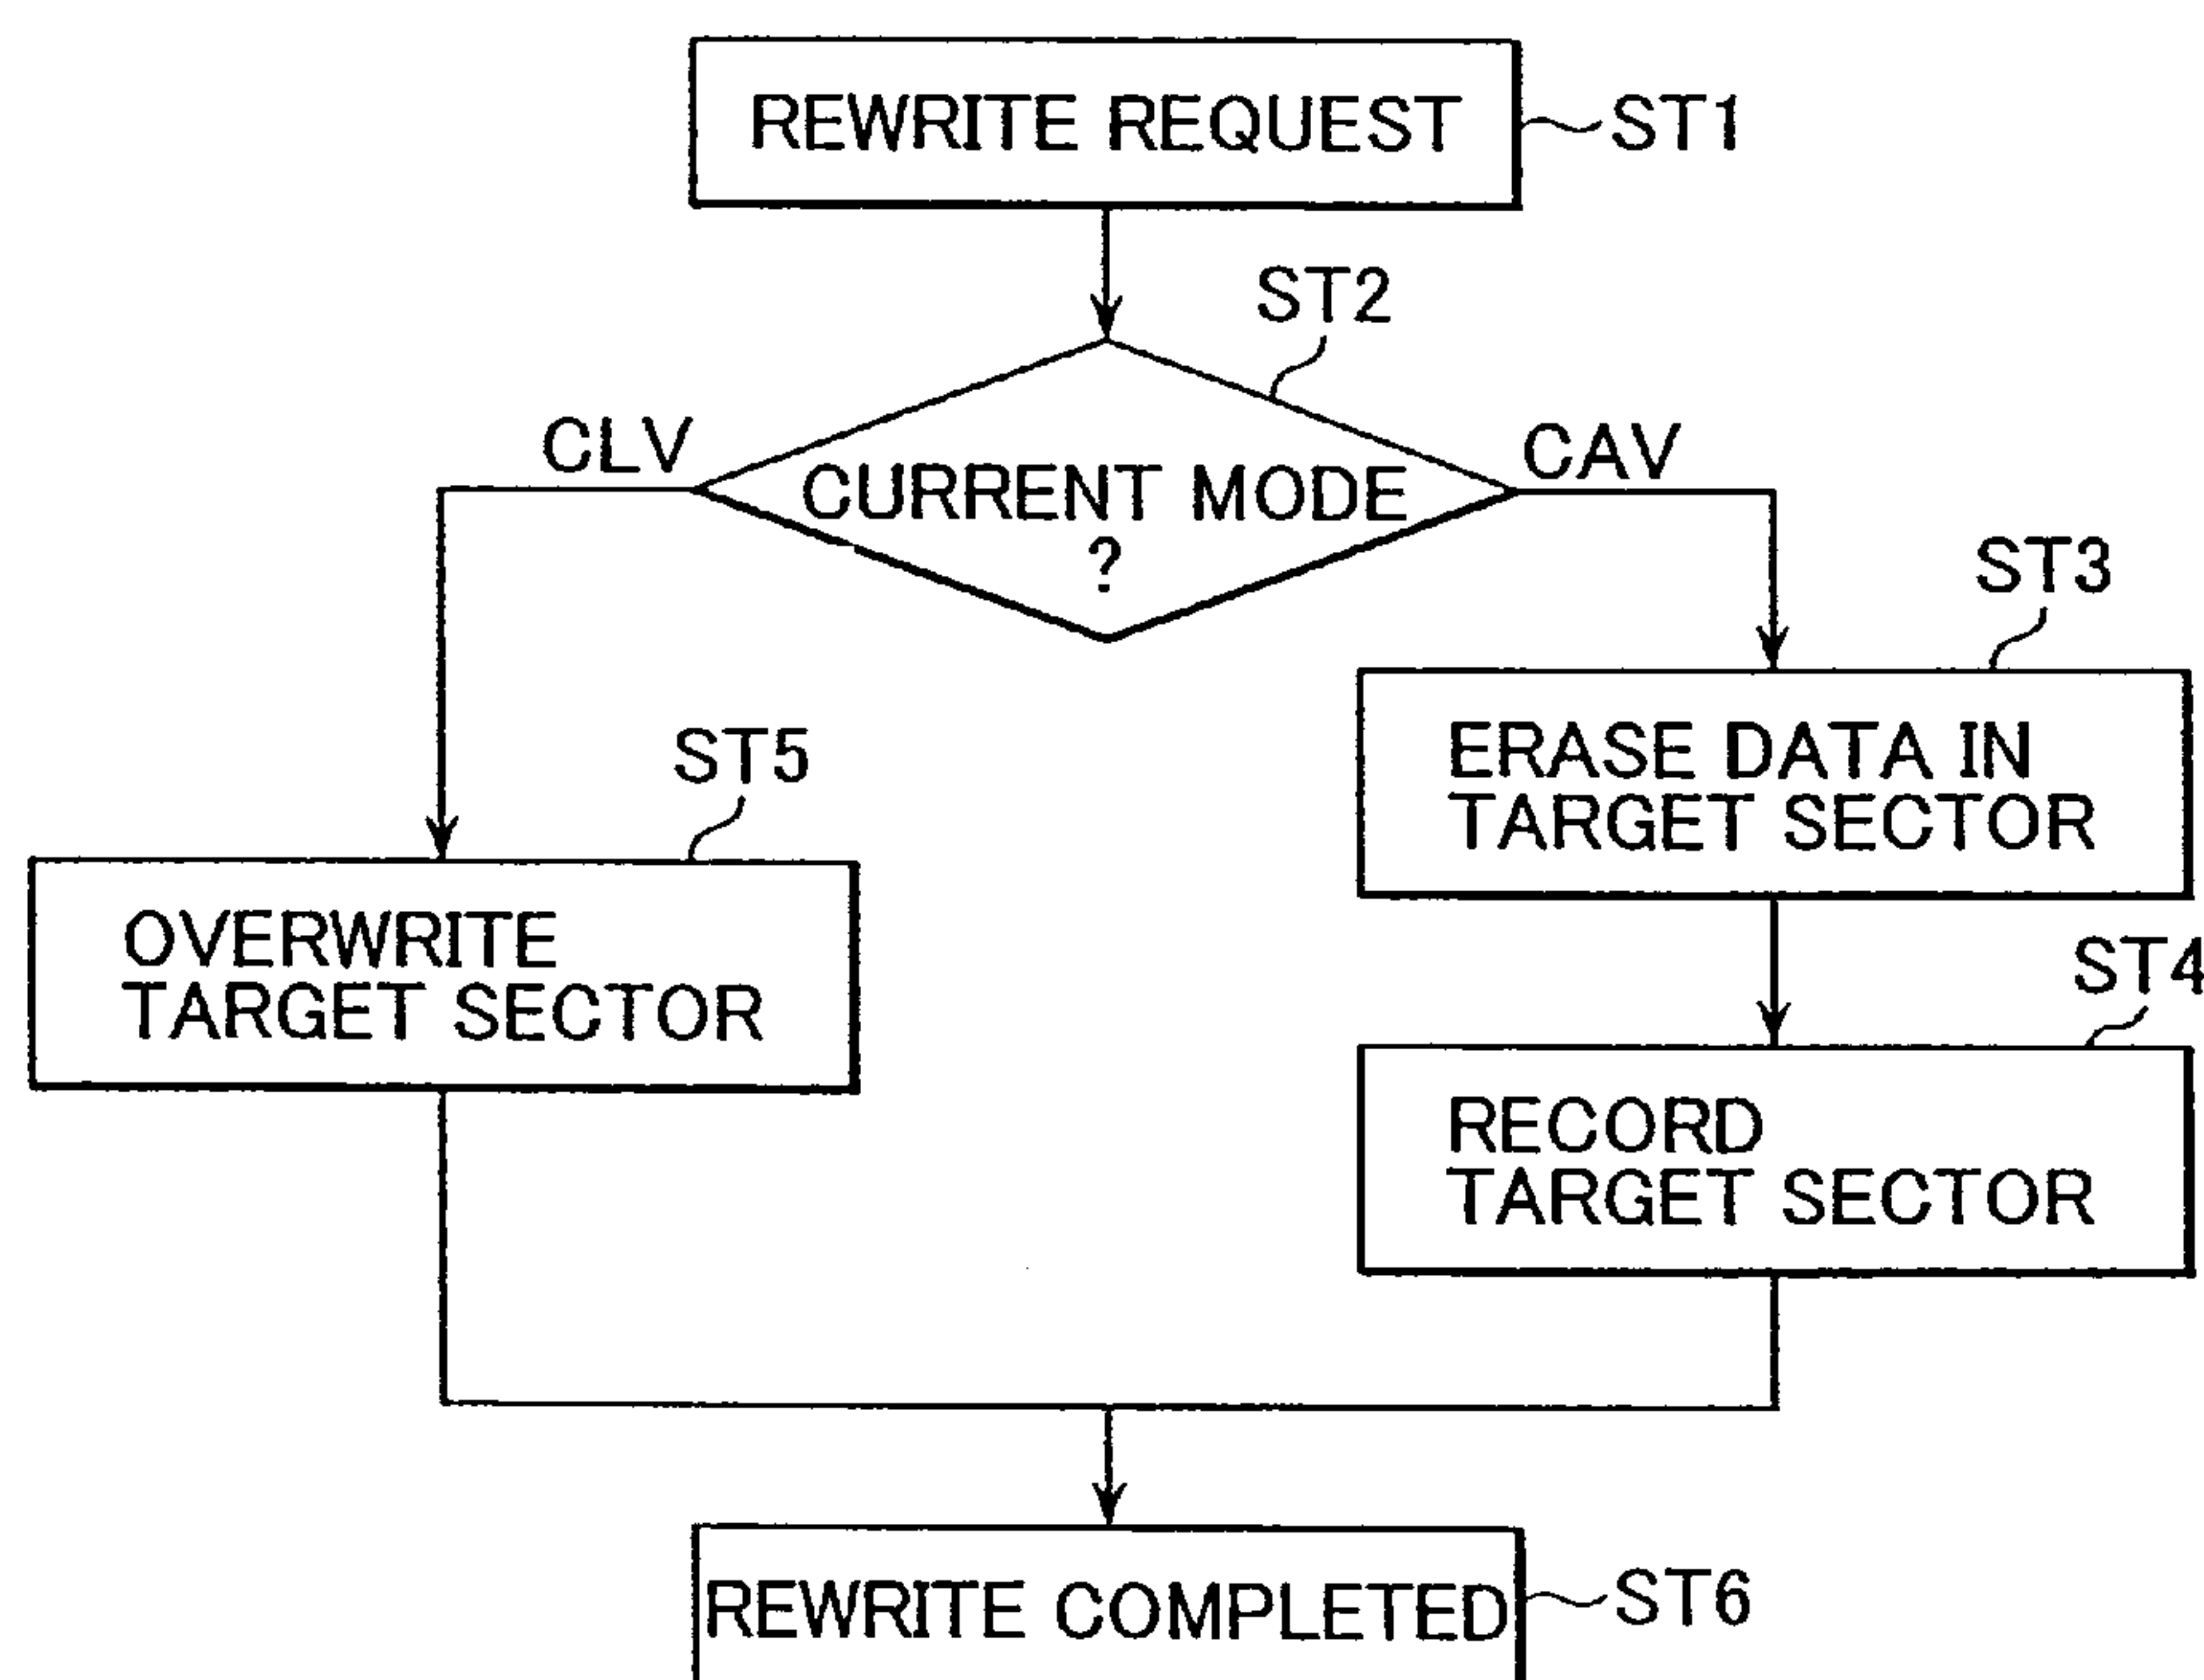 REWRITE REQUEST
ST1
ST2
CLV
CURRENT MODE
?
CAV
ST3
ERASE DATA IN
TARGET SECTOR
ST5
OVERWRITE
TARGET SECTOR
ST4
RECORD
TARGET SECTOR
REWRITE COMPLETED
ST6